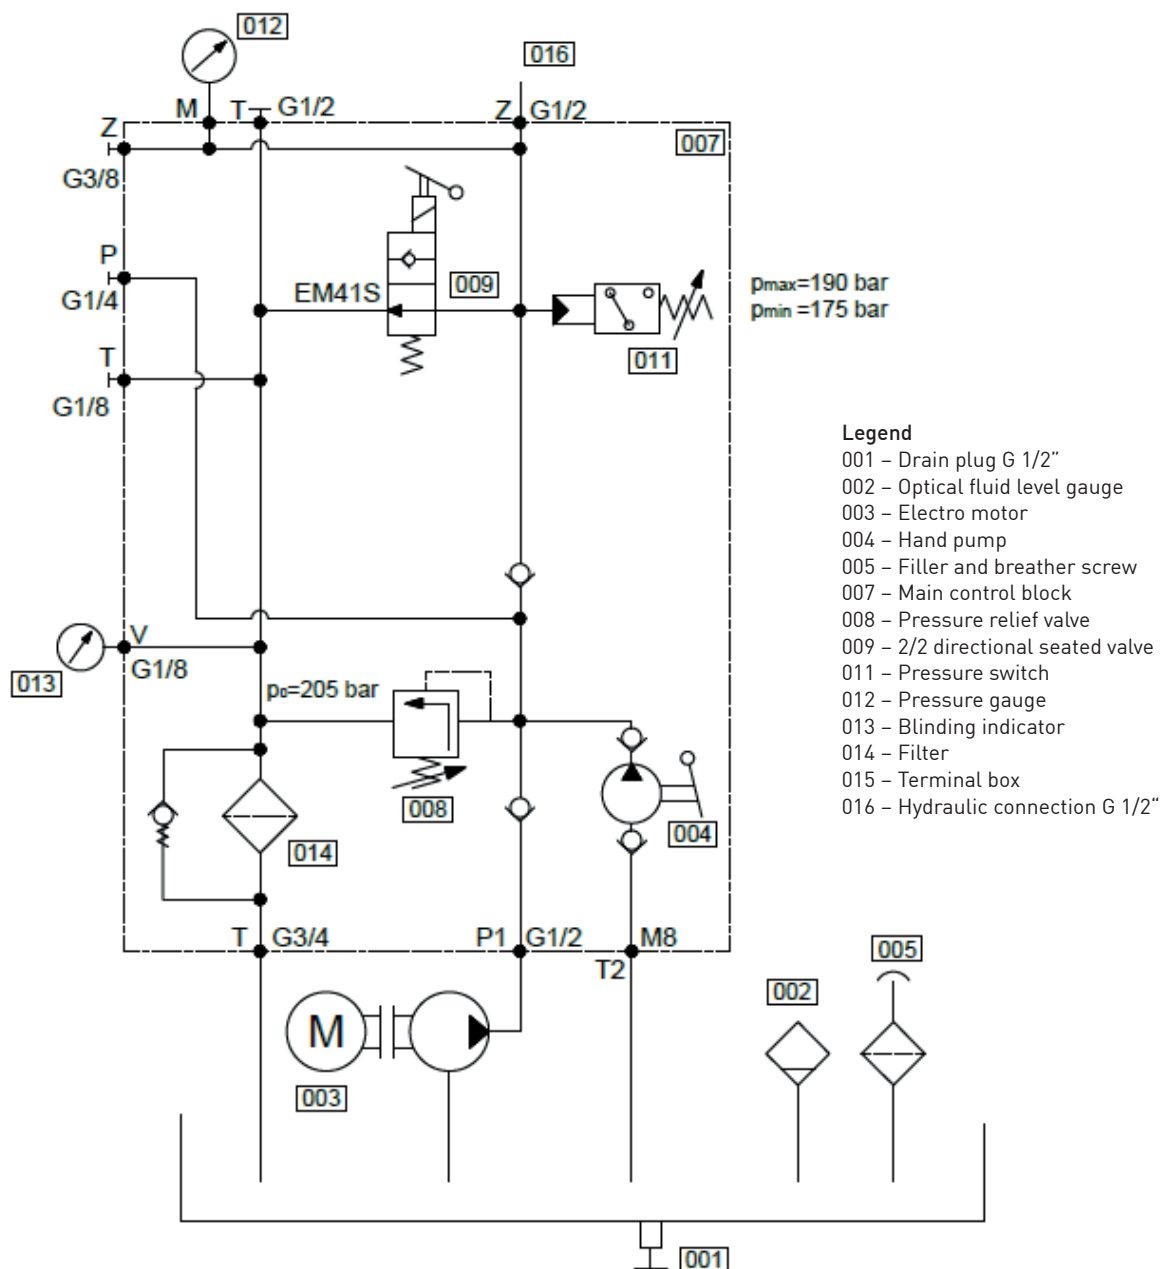 012
016
M
T
G1/2
Z
G1/2
Z
007
G3/8
P
G1/4
EM41S
009
pmax=190 bar
pmin =175 bar
T
011
G1/8
Legend
001 – Drain plug G 1/2”
002 – Optical fluid level gauge
003 – Electro motor
004 – Hand pump
005 – Filler and breather screw
007 – Main control block
008 – Pressure relief valve
009 – 2/2 directional seated valve
011 – Pressure switch
012 – Pressure gauge
013 – Blinding indicator
014 – Filter
015 – Terminal box
016 – Hydraulic connection G 1/2“
V
G1/8
013
p0=205 bar
008
004
014
T
G3/4
P1
G1/2
M8
T2
005
002
M
003
001